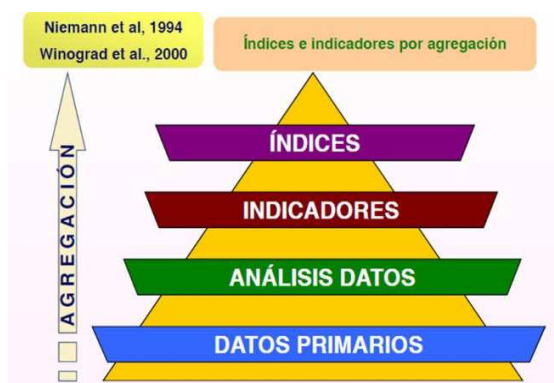 Niemann et al, 1994
Winograd et al., 2000
Índices e indicadores por agregación
AGREGACIÓN
ÍNDICES
INDICADORES
ANÁLISIS DATOS
DATOS PRIMARIOS